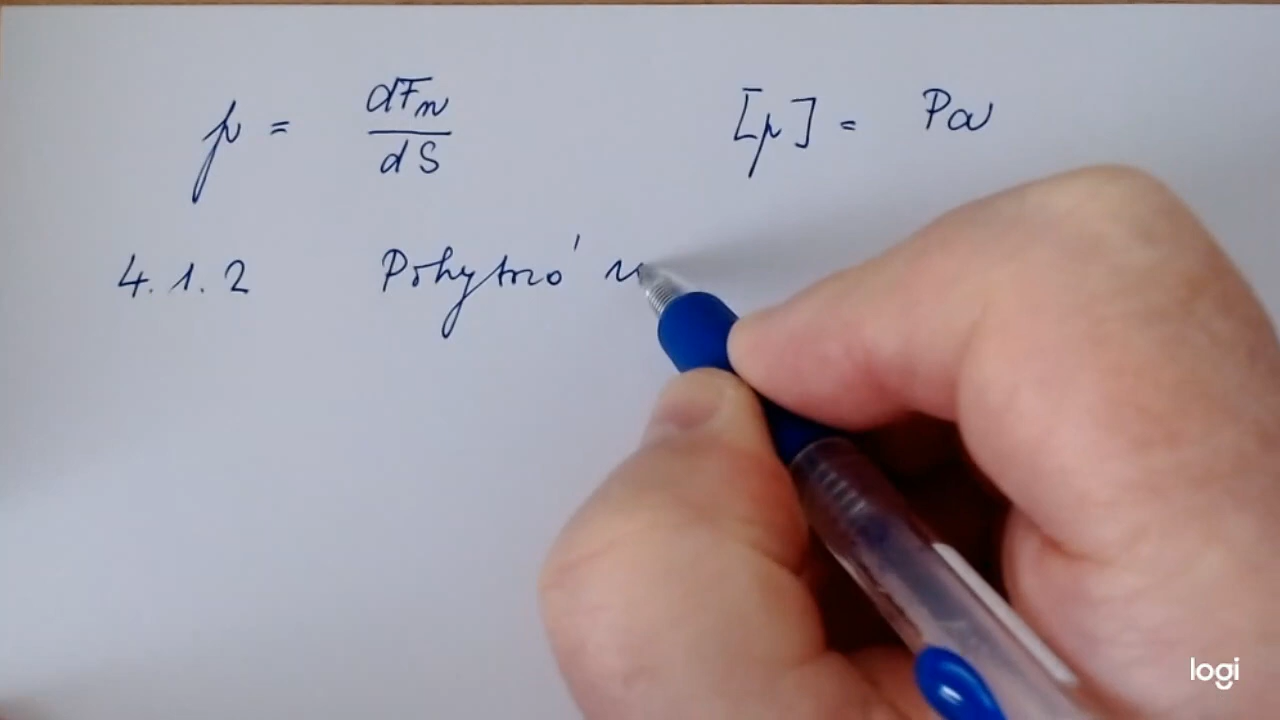 p = dFn/dS [p] = Pa
4.1.2 Pohybová
logi